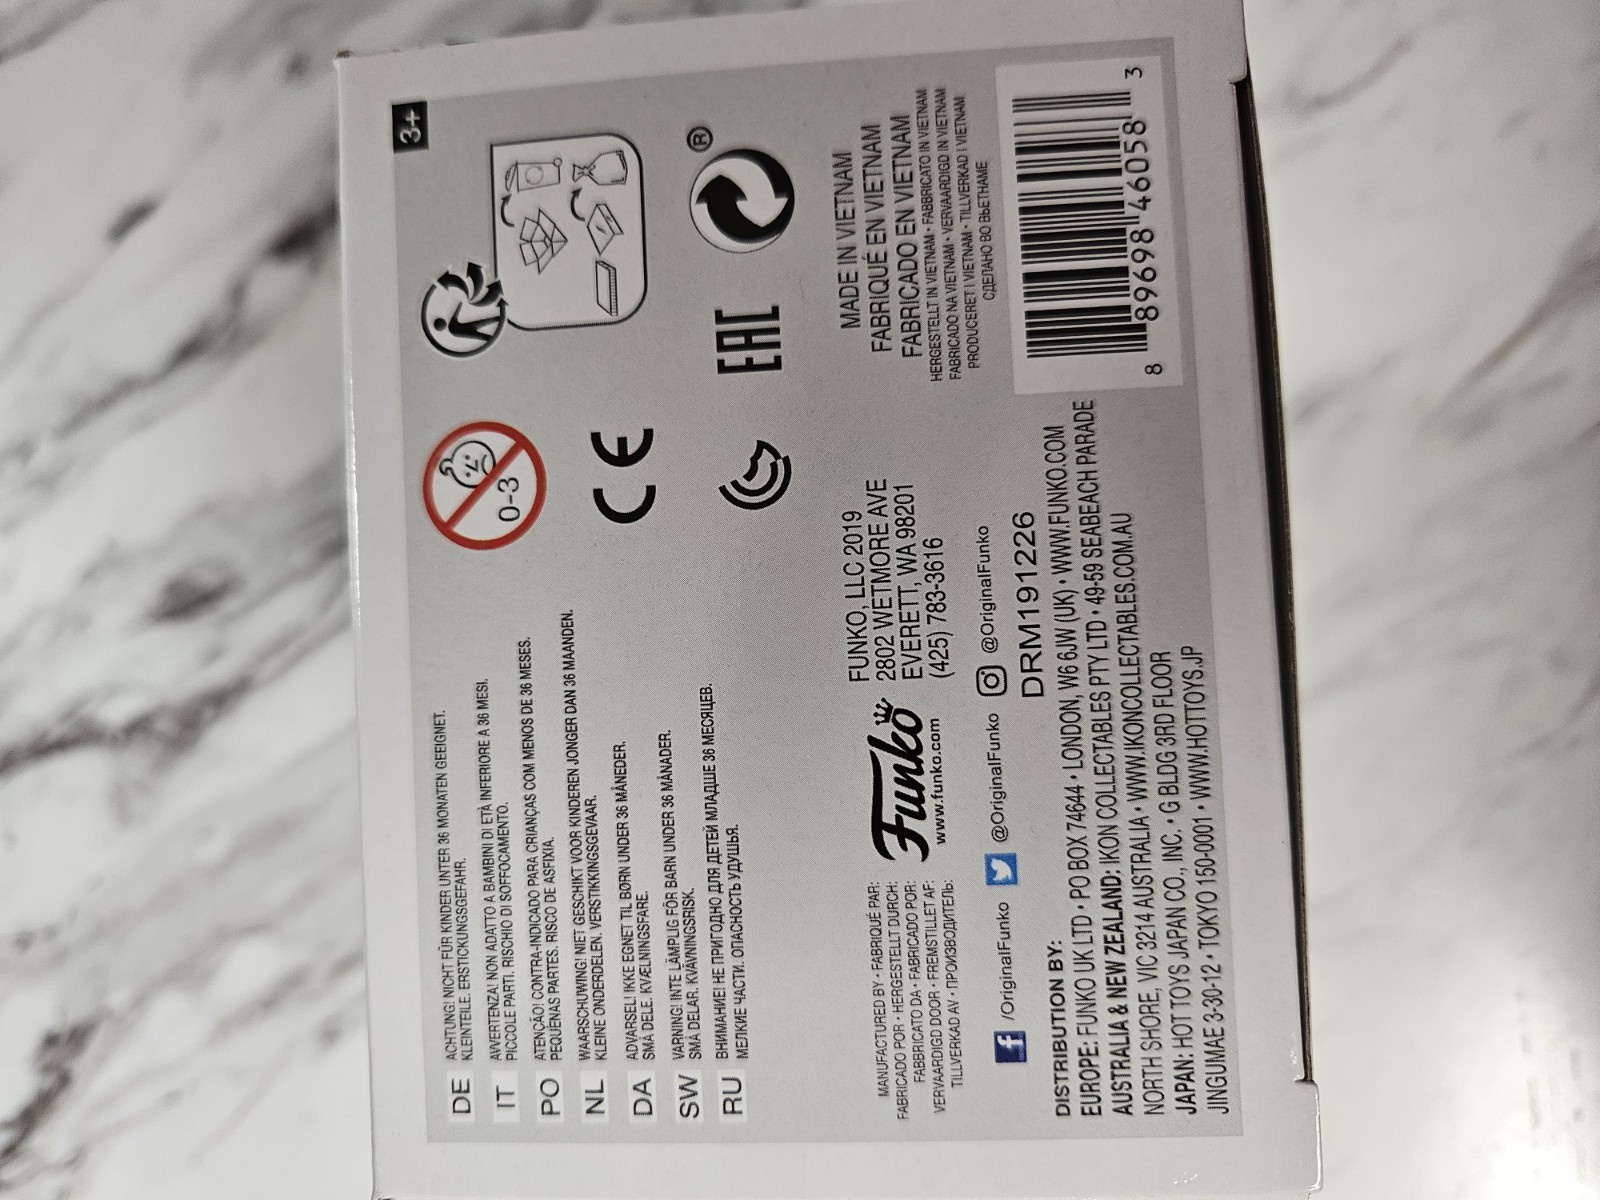 3+
DE ACHTUNG! NICHT FÜR KINDER UNTER 36 MONATEN GEEIGNET.
KLEINTEILE. ERSTICKUNGSGEFAHR.
IT AVVERTENZA! NON ADATTO A BAMBINI DI ETÀ INFERIORE A 36 MESI.
PICCOLE PARTI. RISCHIO DI SOFFOCAMENTO.
PO ATENCÃO! CONTRA-INDICADO PARA CRIANÇAS COM MENOS DE 36 MESES.
PEQUENAS PARTES. RISCO DE ASFIXIA.
NL WAARSCHUWING! NIET GESCHIKT VOOR KINDEREN JONGER DAN 36 MAANDEN.
KLEINE ONDERDELEN. VERSTIKKINGSGEVAAR.
DA ADVARSEL! IKKE EGNET TIL BØRN UNDER 36 MÅNEDER.
SMÅ DELE. KVÆLNINGSFARE.
SW VARNING! INTE LÄMPLIG FÖR BARN UNDER 36 MÅNADER.
SMÅ DELAR. KVÄVNINGSRISK.
RU ВНИМАНИЕ! НЕ ПРИГОДНО ДЛЯ ДЕТЕЙ МЛАДШЕ 36 МЕСЯЦЕВ.
МЕЛКИЕ ЧАСТИ. ОПАСНОСТЬ УДУШЬЯ.
0-3
CE
EAC
®
MANUFACTURED BY • FABRIQUÉ PAR:
FABRICADO POR • HERGESTELLT DURCH:
FABBRICATO DA • FABRICADO POR:
VERVAARDIGD DOOR • FREMSTILLET AF:
TILLVERKAD AV • ПРОИЗВОДИТЕЛЬ:
Funko
www.funko.com
FUNKO, LLC 2019
2802 WETMORE AVE
EVERETT, WA 98201
(425) 783-3616
MADE IN VIETNAM
FABRIQUÉ EN VIETNAM
FABRICADO EN VIETNAM
HERGESTELLT IN VIETNAM • FABBRICATO IN VIETNAM
FABRICADO NA VIETNAM • VERVAARDIGD IN VIETNAM
PRODUCERET I VIETNAM • TILLVERKAD I VIETNAM
СДЕЛАНО ВО ВЬЕТНАМЕ
f /OriginalFunko @OriginalFunko @OriginalFunko
DRM191226
DISTRIBUTION BY:
EUROPE: FUNKO UK LTD • PO BOX 74644 • LONDON, W6 6JW (UK) • WWW.FUNKO.COM
AUSTRALIA & NEW ZEALAND: IKON COLLECTABLES PTY LTD • 49-59 SEABEACH PARADE
NORTH SHORE, VIC 3214 AUSTRALIA • WWW.IKONCOLLECTABLES.COM.AU
JAPAN: HOT TOYS JAPAN CO., INC. • G BLDG 3RD FLOOR
JINGUMAE 3-30-12 • TOKYO 150-0001 • WWW.HOTTOYS.JP
8 89698 46058 3